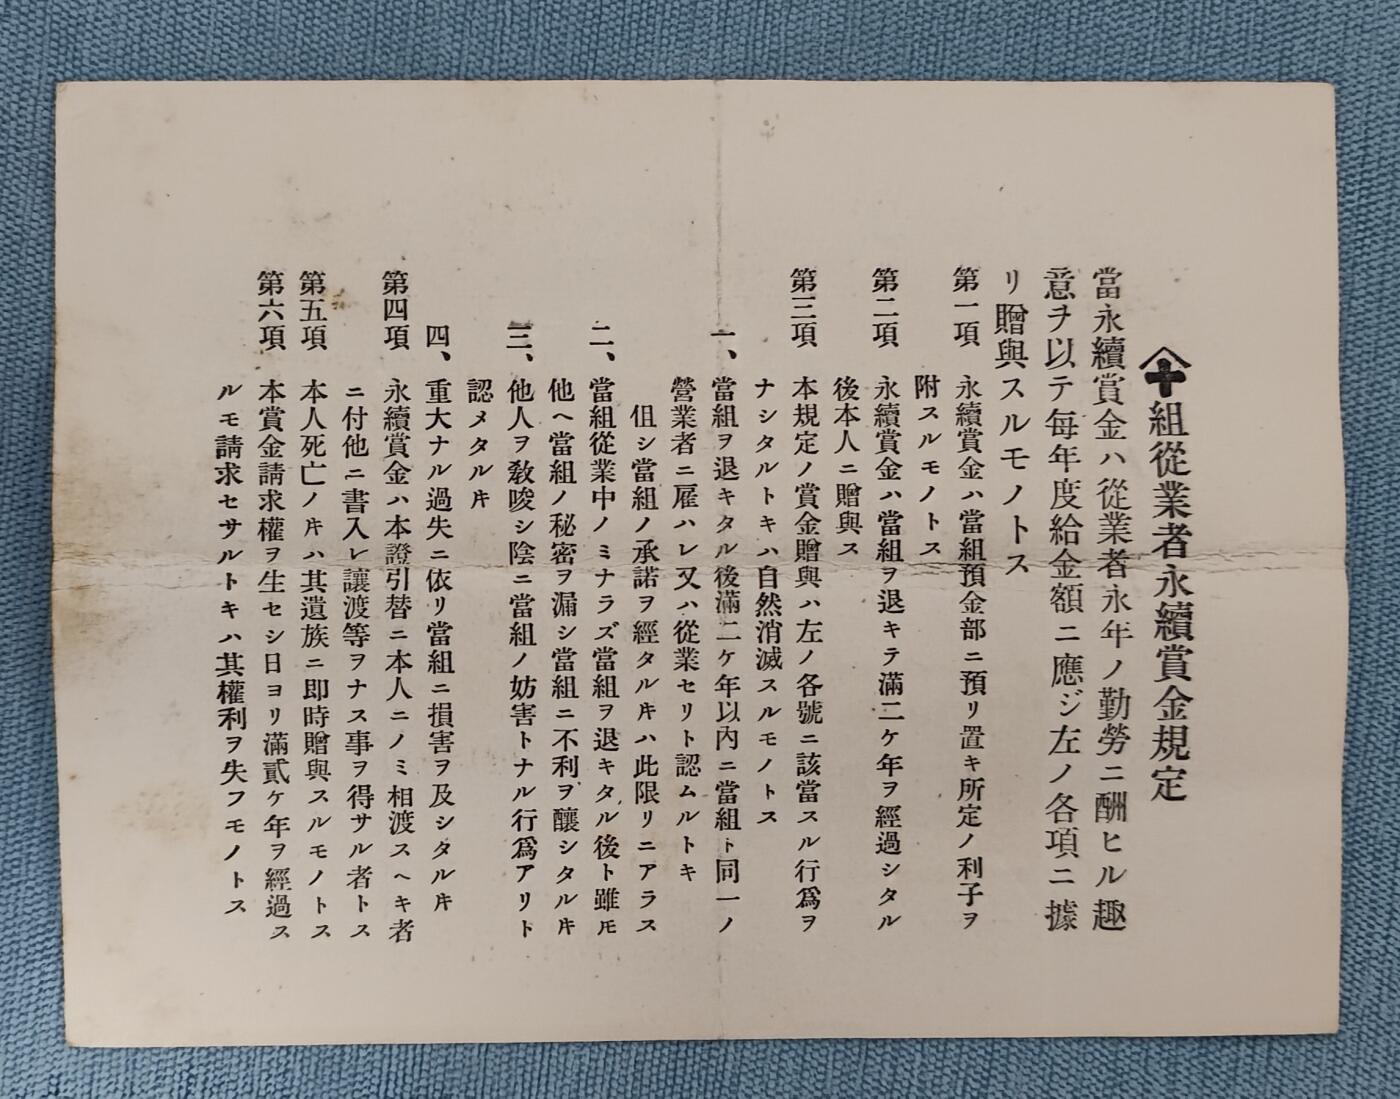 組從業者永續賞金規定
當永續賞金ハ從業者永年ノ勤勞ニ酬ヒル趣
意ヲ以テ每年度給金額ニ應ジ左ノ各項ニ據
リ贈與スルモノトス
第一項 永續賞金ハ當組預金部ニ預リ置キ所定ノ利子ヲ
附スルモノトス
第二項 永續賞金ハ當組ヲ退キテ滿二ケ年ヲ經過シタル
後本人ニ贈與ス
第三項 本規定ノ賞金贈與ハ左ノ各號ニ該當スル行爲ヲ
ナシタルトキハ自然消滅スルモノトス
一、當組ヲ退キタル後滿二ケ年以內ニ當組ト同一ノ
營業者ニ雇ハレ又ハ從業セリト認ムルトキ
伹シ當組ノ承諾ヲ經タルキハ此限リニアラス
二、當組從業中ノミナラズ當組ヲ退キタル後ト雖モ
他ヘ當組ノ秘密ヲ漏シ當組ニ不利ヲ釀シタルキ
三、他人ヲ敎唆シ陰ニ當組ノ妨害トナル行爲アリト
認メタルキ
四、重大ナル過失ニ依リ當組ニ損害ヲ及シタルキ
第四項 永續賞金ハ本證引替ニ本人ニノミ相渡スヘキ者
ニ付他ニ書入レ讓渡等ヲナス事ヲ得サル者トス
第五項 本人死亡ノキハ其遺族ニ卽時贈與スルモノトス
第六項 本賞金請求權ヲ生セシ日ヨリ滿貳ケ年ヲ經過ス
ルモ請求セサルトキハ其權利ヲ失フモノトス